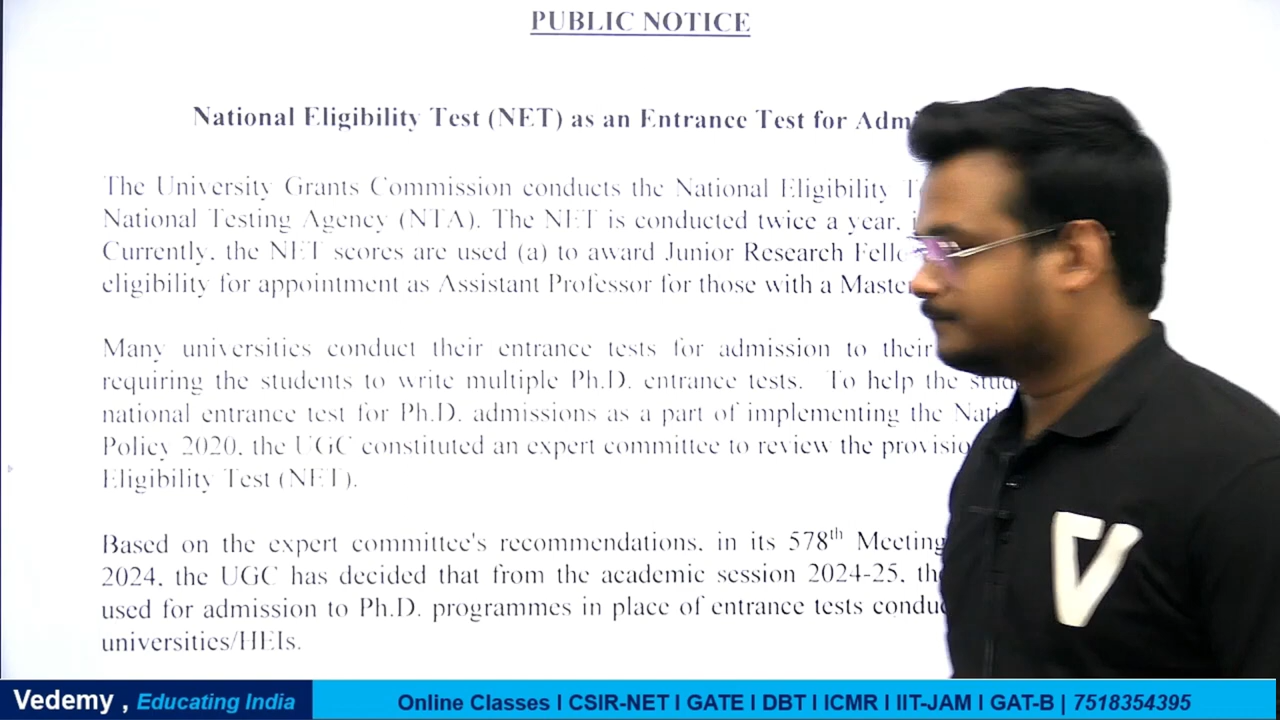 PUBLIC NOTICE
National Eligibility Test (NET) as an Entrance Test for Admi
The University Grants Commission conducts the National Eligibility T
National Testing Agency (NTA). The NET is conducted twice a year, i
Currently, the NET scores are used (a) to award Junior Research Fello
eligibility for appointment as Assistant Professor for those with a Master
Many universities conduct their entrance tests for admission to their
requiring the students to write multiple Ph.D. entrance tests. To help the stud
national entrance test for Ph.D. admissions as a part of implementing the Nati
Policy 2020, the UGC constituted an expert committee to review the provisio
Eligibility Test (NET).
Based on the expert committee's recommendations, in its 578th Meeting
2024, the UGC has decided that from the academic session 2024-25, th
used for admission to Ph.D. programmes in place of entrance tests conduc
universities/HEIs.
V
Vedemy , Educating India
Online Classes I CSIR-NET I GATE I DBT I ICMR I IIT-JAM I GAT-B | 7518354395